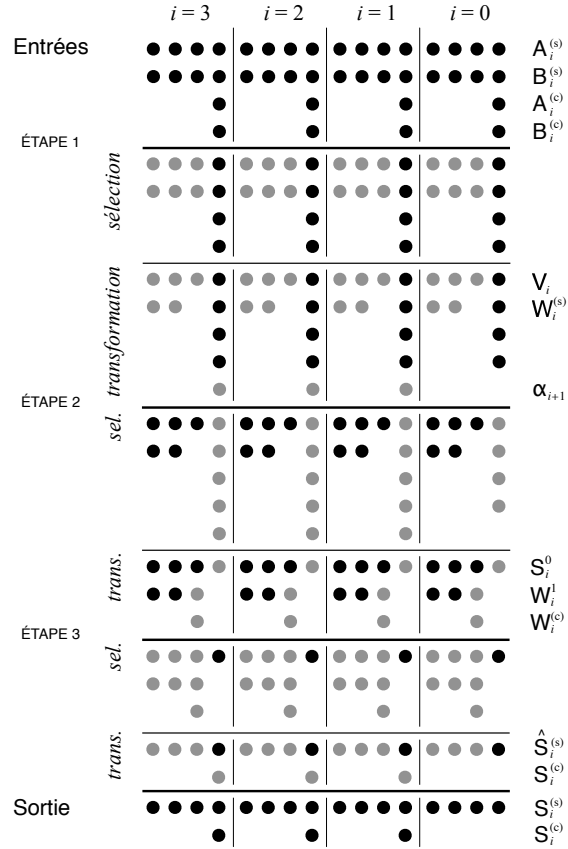 i = 3 i = 2 i = 1 i = 0
Entrées
A_i^(s)
B_i^(s)
A_i^(c)
B_i^(c)
ÉTAPE 1
sélection
transformation
V_i
W_i^(s)
α_{i+1}
ÉTAPE 2
sel.
trans.
S_i^0
W_i^1
W_i^(c)
ÉTAPE 3
sel.
trans.
Ŝ_i^(s)
S_i^(c)
Sortie
S_i^(s)
S_i^(c)